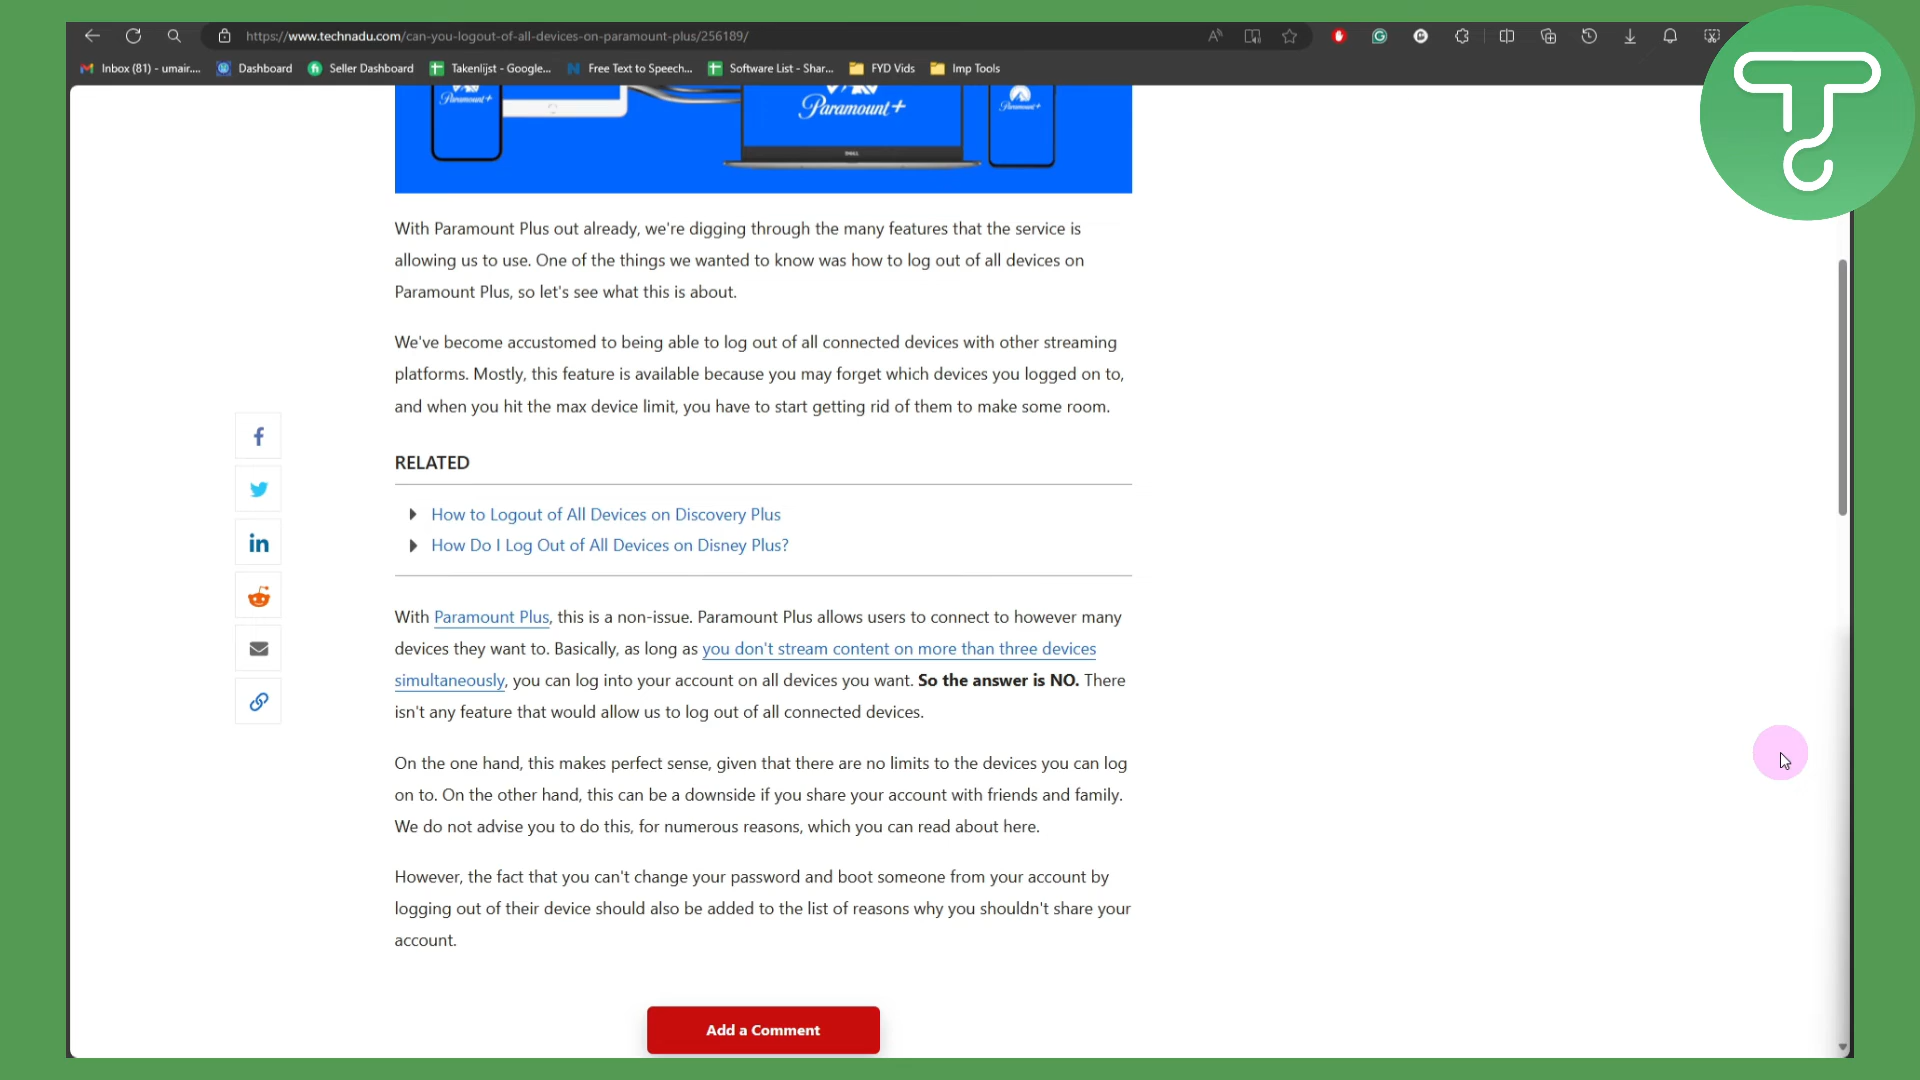 https://www.technadu.com/can-you-logout-of-all-devices-on-paramount-plus/256189/
Inbox (81) - umair....
Dashboard
Seller Dashboard
Takenlijst - Google...
Free Text to Speech...
Software List - Shar...
FYD Vids
Imp Tools
Paramount+
Paramount+
Paramount+
DELL
With Paramount Plus out already, we're digging through the many features that the service is
allowing us to use. One of the things we wanted to know was how to log out of all devices on
Paramount Plus, so let's see what this is about.
We've become accustomed to being able to log out of all connected devices with other streaming
platforms. Mostly, this feature is available because you may forget which devices you logged on to,
and when you hit the max device limit, you have to start getting rid of them to make some room.
RELATED
How to Logout of All Devices on Discovery Plus
How Do I Log Out of All Devices on Disney Plus?
With Paramount Plus, this is a non-issue. Paramount Plus allows users to connect to however many
devices they want to. Basically, as long as you don't stream content on more than three devices
simultaneously, you can log into your account on all devices you want. So the answer is NO. There
isn't any feature that would allow us to log out of all connected devices.
On the one hand, this makes perfect sense, given that there are no limits to the devices you can log
on to. On the other hand, this can be a downside if you share your account with friends and family.
We do not advise you to do this, for numerous reasons, which you can read about here.
However, the fact that you can't change your password and boot someone from your account by
logging out of their device should also be added to the list of reasons why you shouldn't share your
account.
Add a Comment